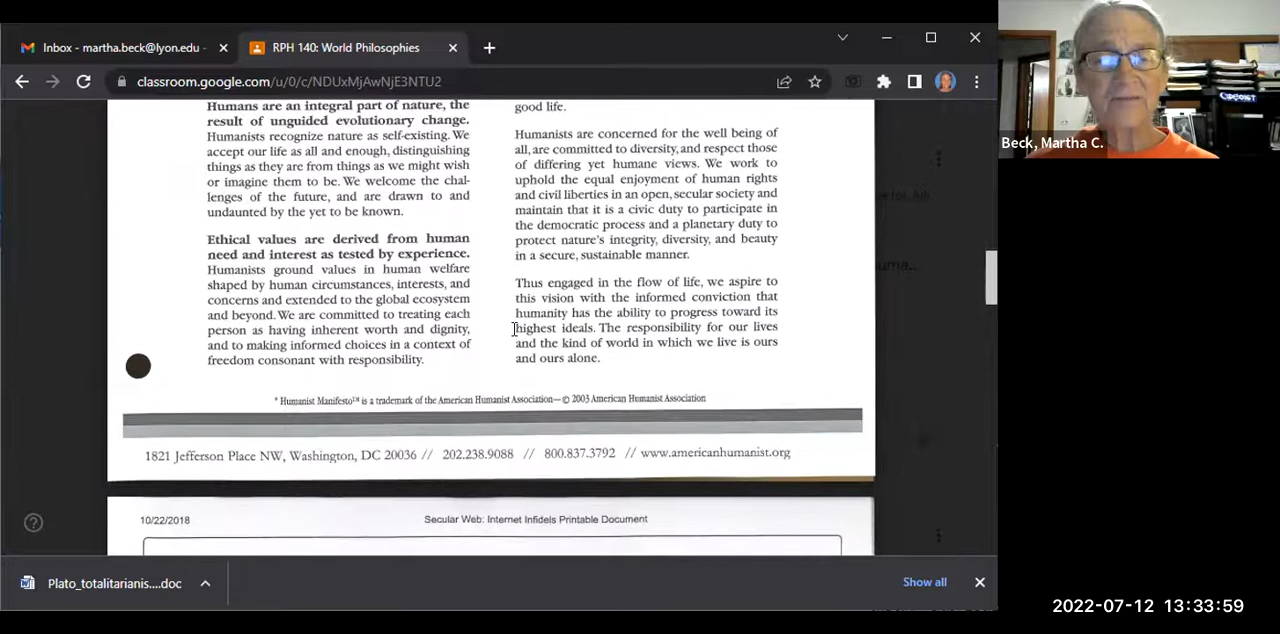 Inbox - martha.beck@lyon.edu -
RPH 140: World Philosophies
classroom.google.com/u/0/c/NDUxMjAwNjE3NTU2
Beck, Martha C.
Humans are an integral part of nature, the
result of unguided evolutionary change.
Humanists recognize nature as self-existing. We
accept our life as all and enough, distinguishing
things as they are from things as we might wish
or imagine them to be. We welcome the chal-
lenges of the future, and are drawn to and
undaunted by the yet to be known.
Ethical values are derived from human
need and interest as tested by experience.
Humanists ground values in human welfare
shaped by human circumstances, interests, and
concerns and extended to the global ecosystem
and beyond. We are committed to treating each
person as having inherent worth and dignity,
and to making informed choices in a context of
freedom consonant with responsibility.
good life.
Humanists are concerned for the well being of
all, are committed to diversity, and respect those
of differing yet humane views. We work to
uphold the equal enjoyment of human rights
and civil liberties in an open, secular society and
maintain that it is a civic duty to participate in
the democratic process and a planetary duty to
protect nature's integrity, diversity, and beauty
in a secure, sustainable manner.
Thus engaged in the flow of life, we aspire to
this vision with the informed conviction that
humanity has the ability to progress toward its
highest ideals. The responsibility for our lives
and the kind of world in which we live is ours
and ours alone.
* Humanist Manifesto™ is a trademark of the American Humanist Association—© 2003 American Humanist Association
1821 Jefferson Place NW, Washington, DC 20036 // 202.238.9088 // 800.837.3792 // www.americanhumanist.org
10/22/2018
Secular Web: Internet Infidels Printable Document
Plato_totalitarianis....doc
Show all
2022-07-12 13:33:59